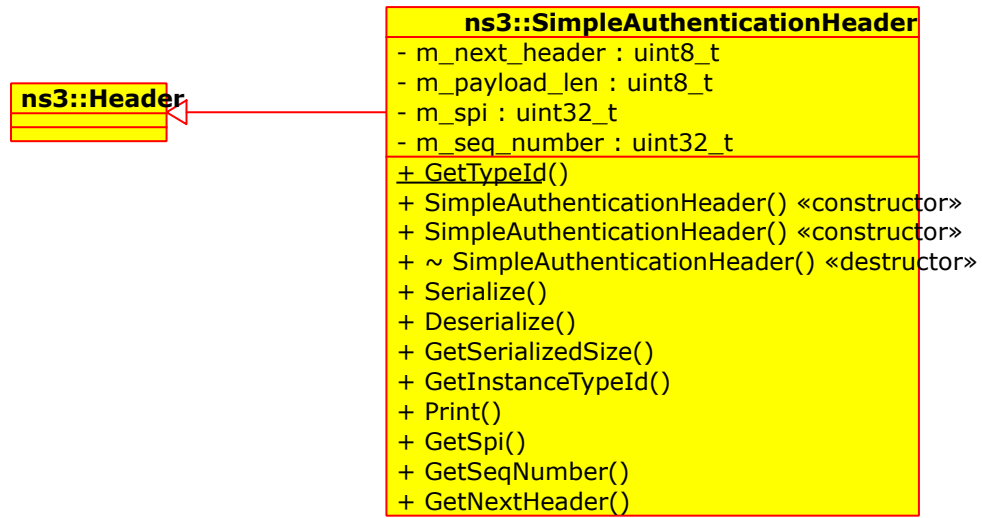 ns3::SimpleAuthenticationHeader
- m_next_header : uint8_t
- m_payload_len : uint8_t
- m_spi : uint32_t
- m_seq_number : uint32_t
ns3::Header
+ GetTypeId()
+ SimpleAuthenticationHeader() «constructor»
+ SimpleAuthenticationHeader() «constructor»
+ ~ SimpleAuthenticationHeader() «destructor»
+ Serialize()
+ Deserialize()
+ GetSerializedSize()
+ GetInstanceTypeId()
+ Print()
+ GetSpi()
+ GetSeqNumber()
+ GetNextHeader()